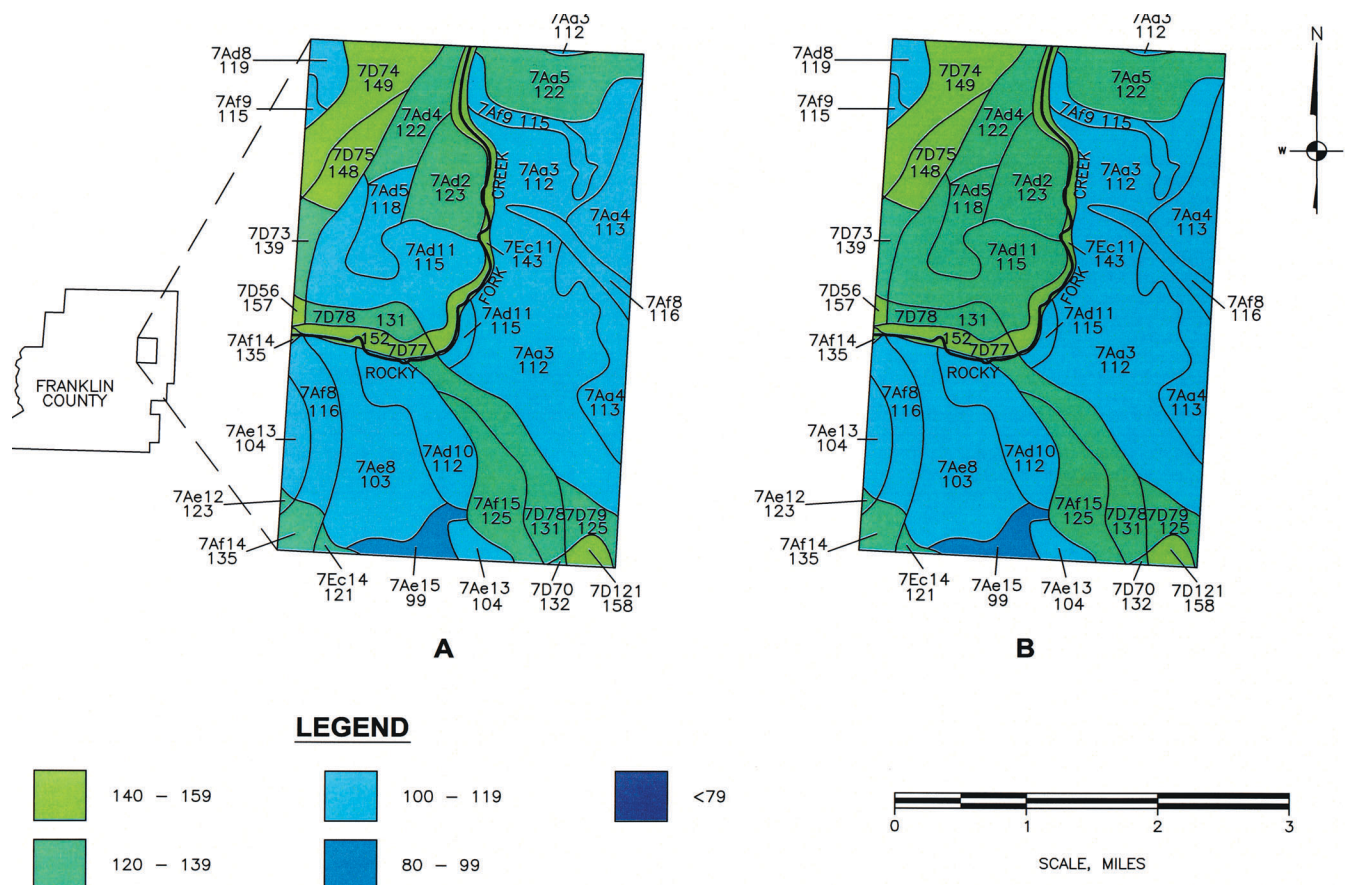 7Aa3
112
7Ad8
119
7Af9
115
7D74
149
7Aa5
122
7Ad4
122
7Af9 115
7D75
148
7Ad5
118
7Ad2
123
CREEK
7Aa3
112
7Aa4
113
7D73
139
7Ad11
115
7Ec11
143
FORK
7D56
157
7D78 131
7Af8
116
7Af14
135
152
7D77
7Ad11
115
ROCKY
7Aa3
112
7Af8
116
7Aa4
113
7Ae13
104
7Ad10
112
7Ae8
103
7Ae12
123
7Af15
125
7D78
131
7D79
125
7Af14
135
7Ec14
121
7Ae15
99
7Ae13
104
7D70
132
7D121
158
FRANKLIN
COUNTY
A
7Aa3
112
7Ad8
119
7Af9
115
7D74
149
7Aa5
122
7Ad4
122
7Af9 115
7D75
148
7Ad5
118
7Ad2
123
CREEK
7Aa3
112
7Aa4
113
7D73
139
7Ad11
115
7Ec11
143
FORK
7D56
157
7D78 131
7Af8
116
7Af14
135
152
7D77
7Ad11
115
ROCKY
7Aa3
112
7Af8
116
7Aa4
113
7Ae13
104
7Ad10
112
7Ae8
103
7Ae12
123
7Af15
125
7D78
131
7D79
125
7Af14
135
7Ec14
121
7Ae15
99
7Ae13
104
7D70
132
7D121
158
B
N
W
LEGEND
140 – 159
100 – 119
<79
120 – 139
80 – 99
0 1 2 3
SCALE, MILES